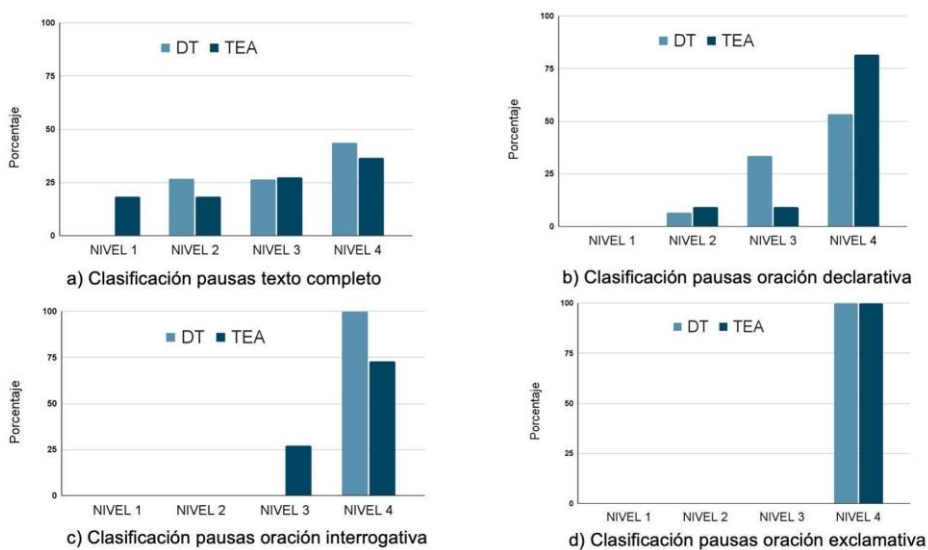 100
75
50
25
0
Porcentaje
DT TEA
NIVEL 1 NIVEL 2 NIVEL 3 NIVEL 4
a) Clasificación pausas texto completo
100
75
50
25
0
Porcentaje
DT TEA
NIVEL 1 NIVEL 2 NIVEL 3 NIVEL 4
b) Clasificación pausas oración declarativa
100
75
50
25
0
Porcentaje
DT TEA
NIVEL 1 NIVEL 2 NIVEL 3 NIVEL 4
c) Clasificación pausas oración interrogativa
100
75
50
25
0
Porcentaje
DT TEA
NIVEL 1 NIVEL 2 NIVEL 3 NIVEL 4
d) Clasificación pausas oración exclamativa